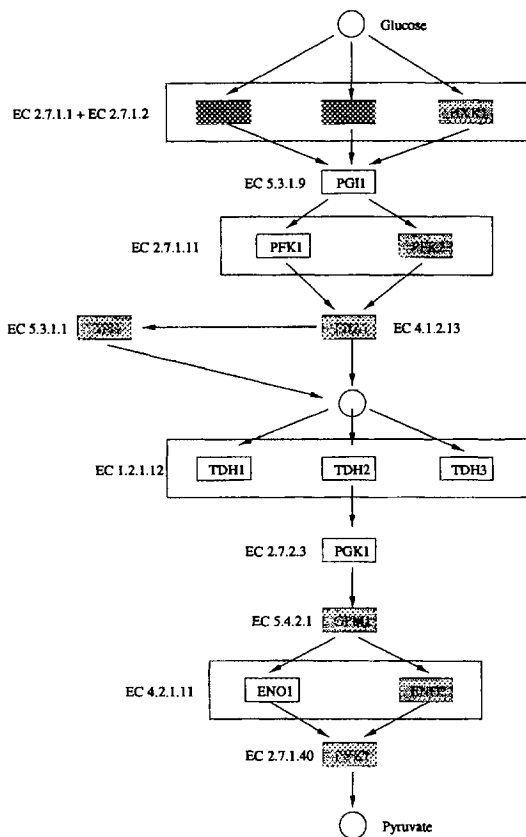 Glucose
EC 2.7.1.1 + EC 2.7.1.2
EC 5.3.1.9
PGI1
EC 2.7.1.11
PFK1
PFK2
EC 5.3.1.1
EC 4.1.2.13
EC 1.2.1.12
TDH1
TDH2
TDH3
EC 2.7.2.3
PGK1
EC 5.4.2.1
GPM1
EC 4.2.1.11
ENO1
ENO2
EC 2.7.1.40
Pyruvate